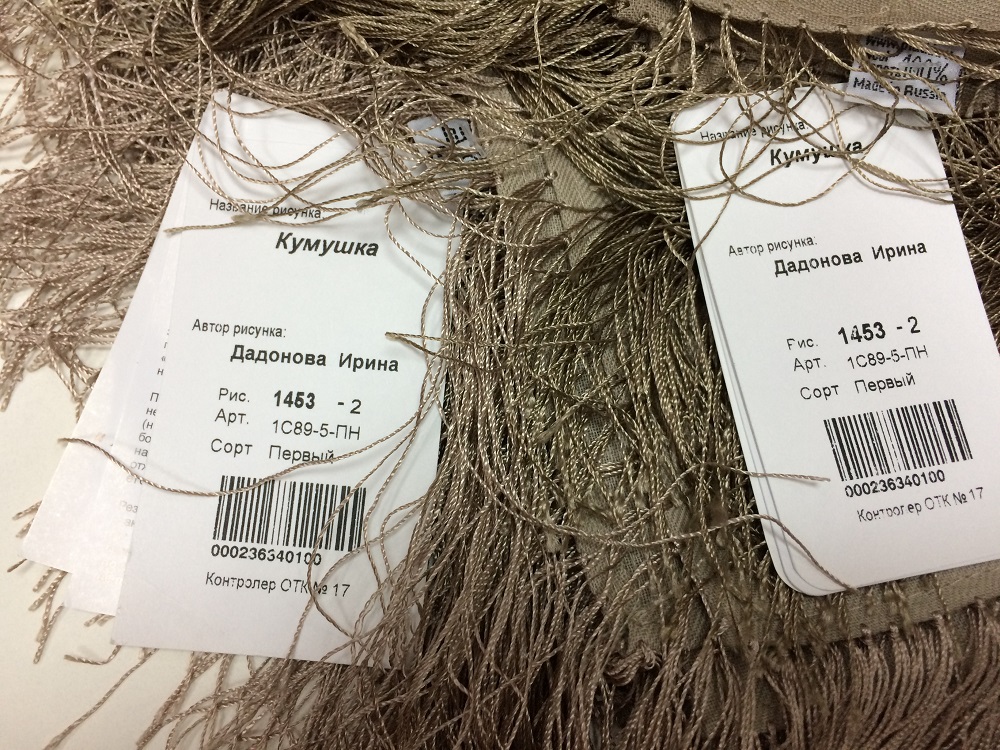 Название рисунка
Кумушка
Автор рисунка:
Дадонова Ирина
Рис. 1453 - 2
Арт. 1С89-5-ПН
Сорт Первый
000236340100
Контролер ОТК № 17
Made in Russia
Название рисунка:
Кумушка
Автор рисунка:
Дадонова Ирина
Рис. 1453 - 2
Арт. 1С89-5-ПН
Сорт Первый
000236340100
Контролер ОТК № 17